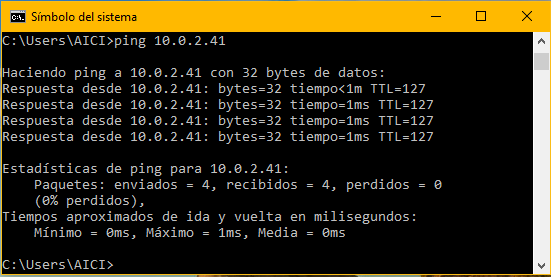 Símbolo del sistema
C:\Users\AICI>ping 10.0.2.41
Haciendo ping a 10.0.2.41 con 32 bytes de datos:
Respuesta desde 10.0.2.41: bytes=32 tiempo<1m TTL=127
Respuesta desde 10.0.2.41: bytes=32 tiempo=1ms TTL=127
Respuesta desde 10.0.2.41: bytes=32 tiempo=1ms TTL=127
Respuesta desde 10.0.2.41: bytes=32 tiempo=1ms TTL=127
Estadísticas de ping para 10.0.2.41:
Paquetes: enviados = 4, recibidos = 4, perdidos = 0
(0% perdidos),
Tiempos aproximados de ida y vuelta en milisegundos:
Mínimo = 0ms, Máximo = 1ms, Media = 0ms
C:\Users\AICI>